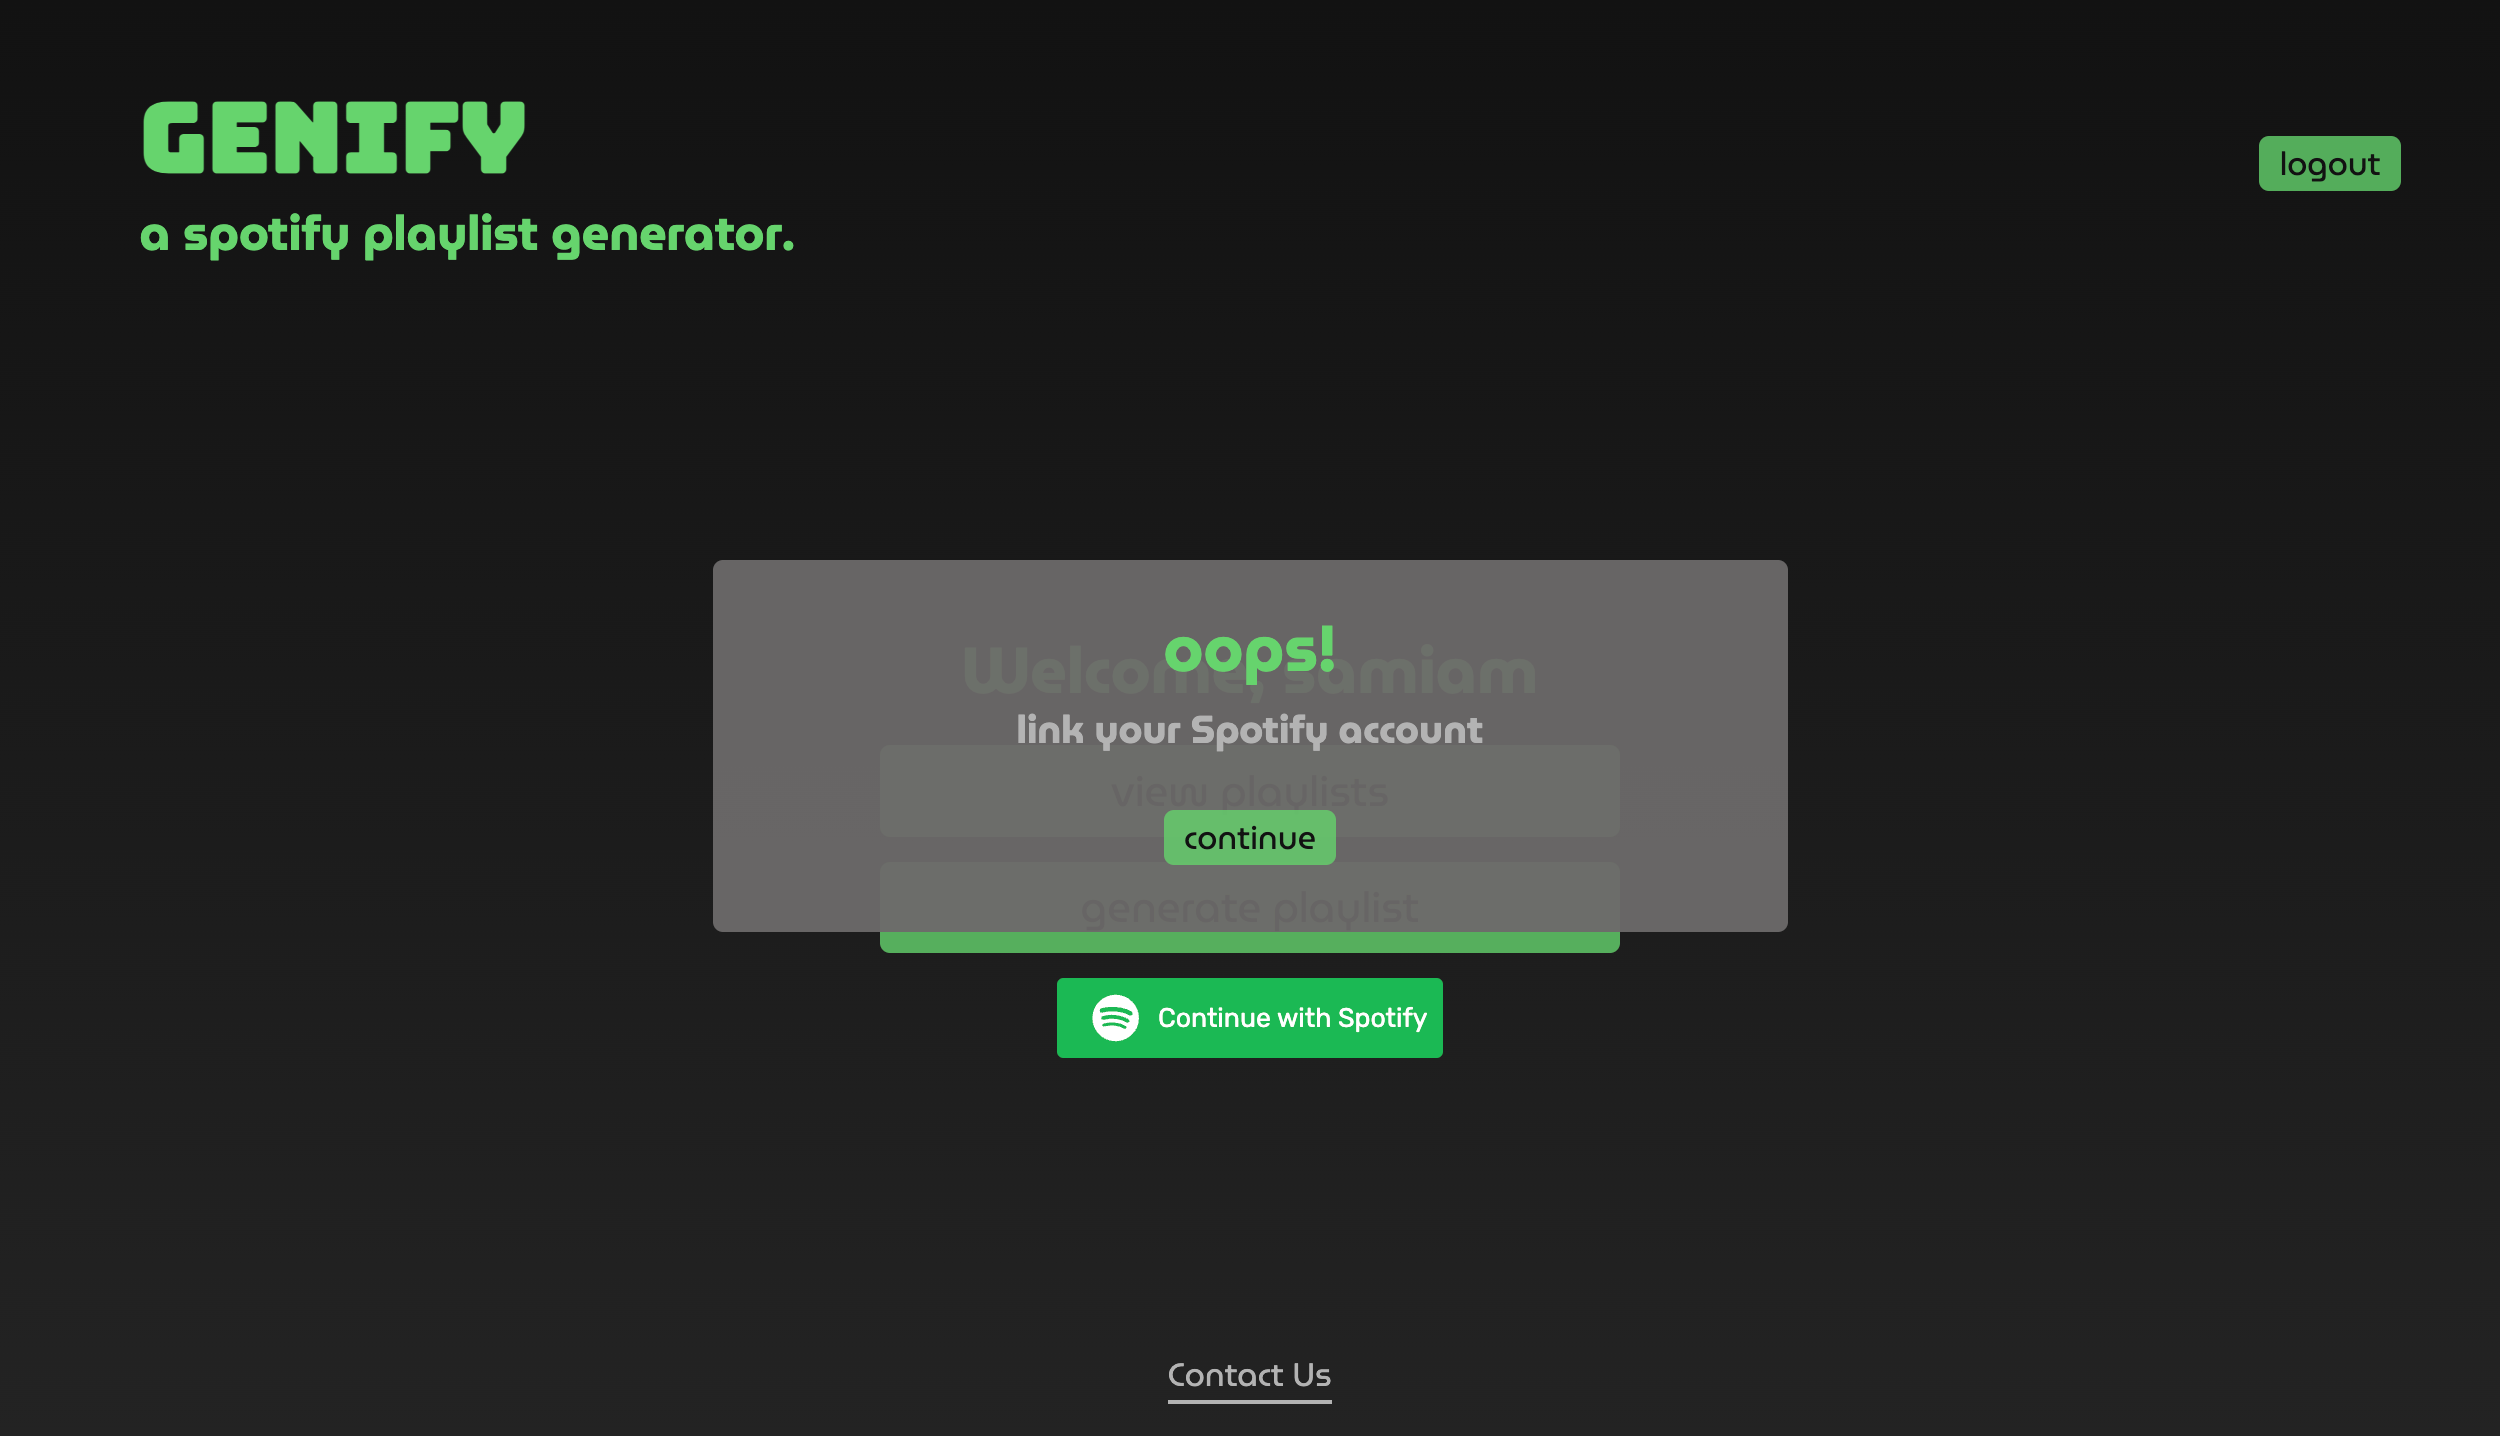 GENIFY
a spotify playlist generator.
logout
oops!
Welcome, samiam
link your Spotify account
view playlists
continue
generate playlist
Continue with Spotify
Contact Us